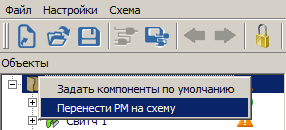 Файл Настройки Схема
Объекты
Задать компоненты по умолчанию
Перенести РМ на схему
Свитч 1